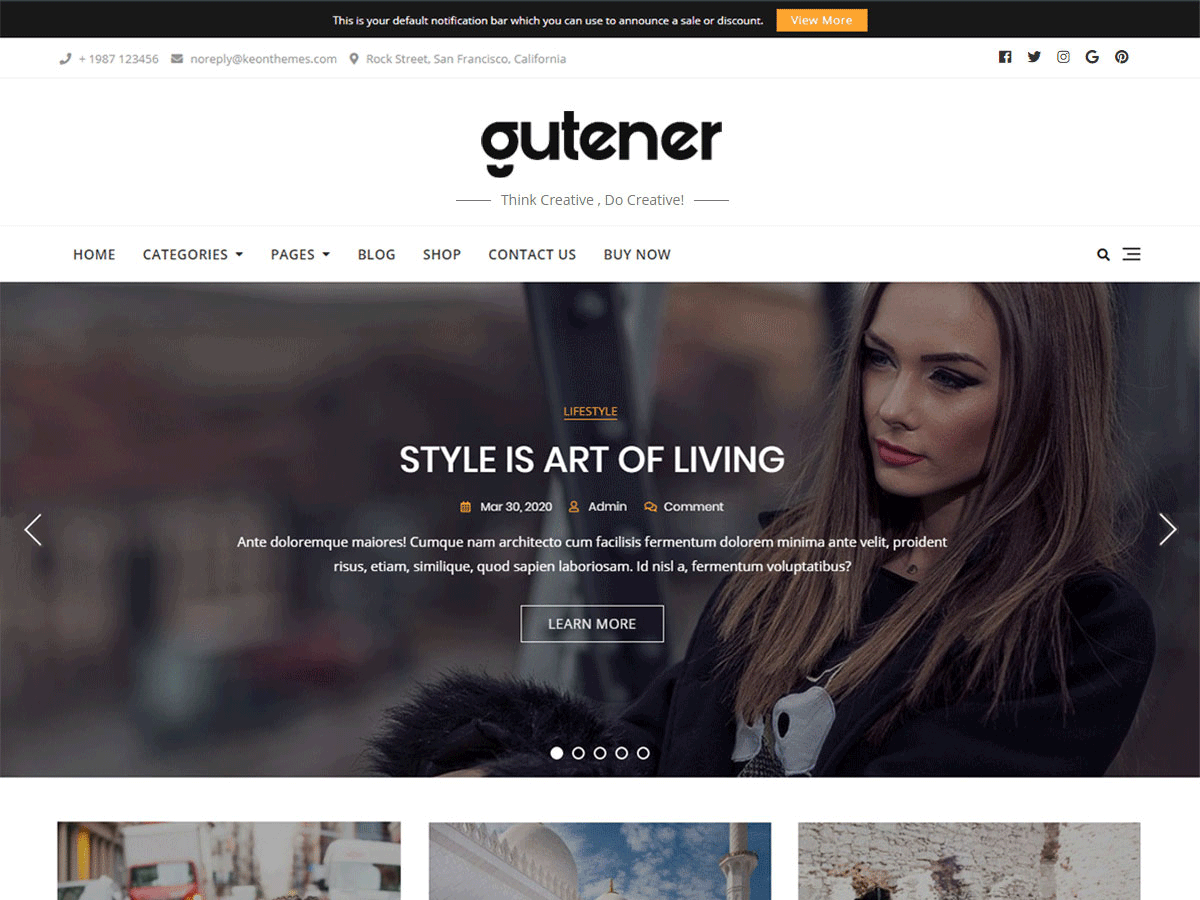 This is your default notification bar which you can use to announce a sale or discount. View More
+ 1987 123456 noreply@keonthemes.com Rock Street, San Francisco, California
gutener
Think Creative , Do Creative!
HOME CATEGORIES PAGES BLOG SHOP CONTACT US BUY NOW
LIFESTYLE
STYLE IS ART OF LIVING
Mar 30, 2020 Admin Comment
Ante doloremque maiores! Cumque nam architecto cum facilisis fermentum dolorem minima ante velit, proident
risus, etiam, similique, quod sapien laboriosam. Id nisl a, fermentum voluptatibus?
LEARN MORE